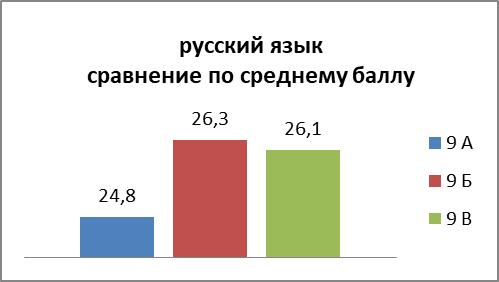 русский язык
сравнение по среднему баллу
26,3
26,1
24,8
9 А
9 Б
9 В